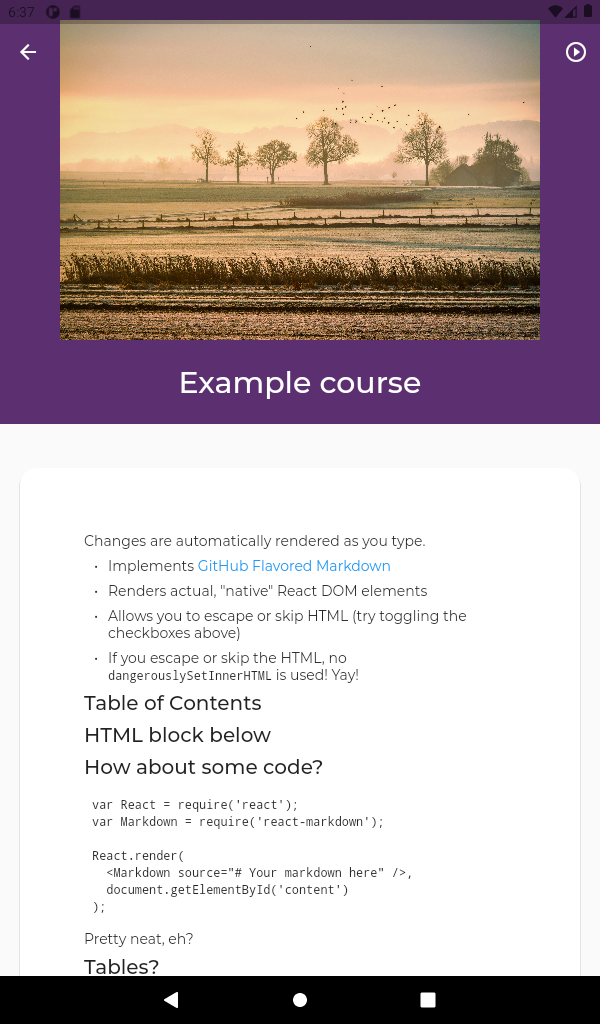 6:37
Example course
Changes are automatically rendered as you type.
• Implements GitHub Flavored Markdown
• Renders actual, "native" React DOM elements
• Allows you to escape or skip HTML (try toggling the
checkboxes above)
• If you escape or skip the HTML, no
dangerouslySetInnerHTML is used! Yay!
Table of Contents
HTML block below
How about some code?
var React = require('react');
var Markdown = require('react-markdown');
React.render(
<Markdown source="# Your markdown here" />,
document.getElementById('content')
);
Pretty neat, eh?
Tables?